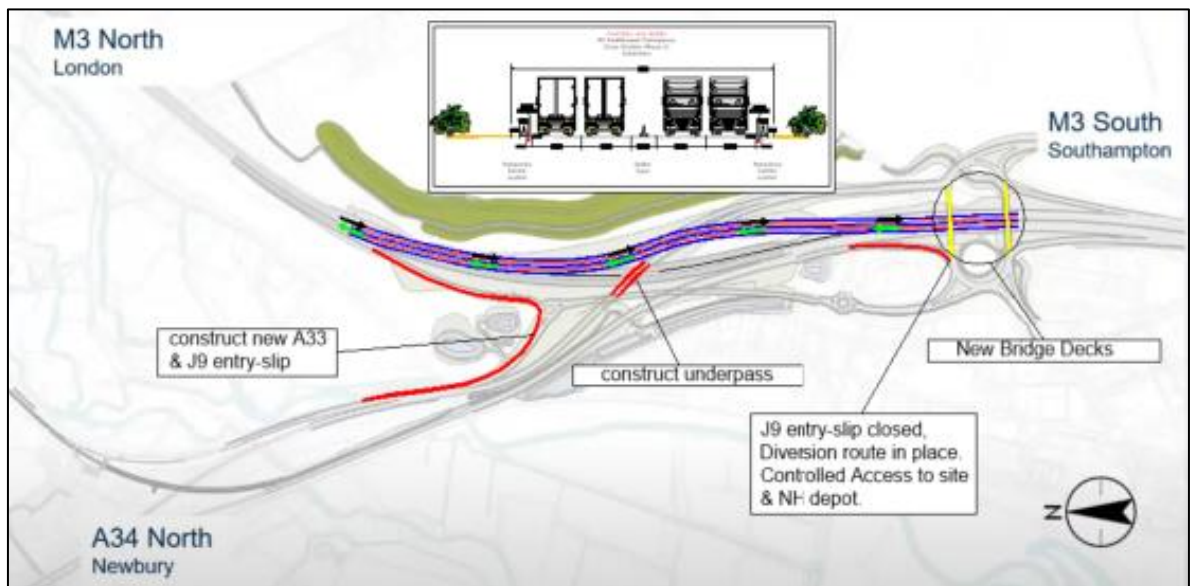 M3 North
London
M3 South
Southampton
construct new A33
& J9 entry-slip
construct underpass
New Bridge Decks
J9 entry-slip closed,
Diversion route in place.
Controlled Access to site
& NH depot.
N
A34 North
Newbury